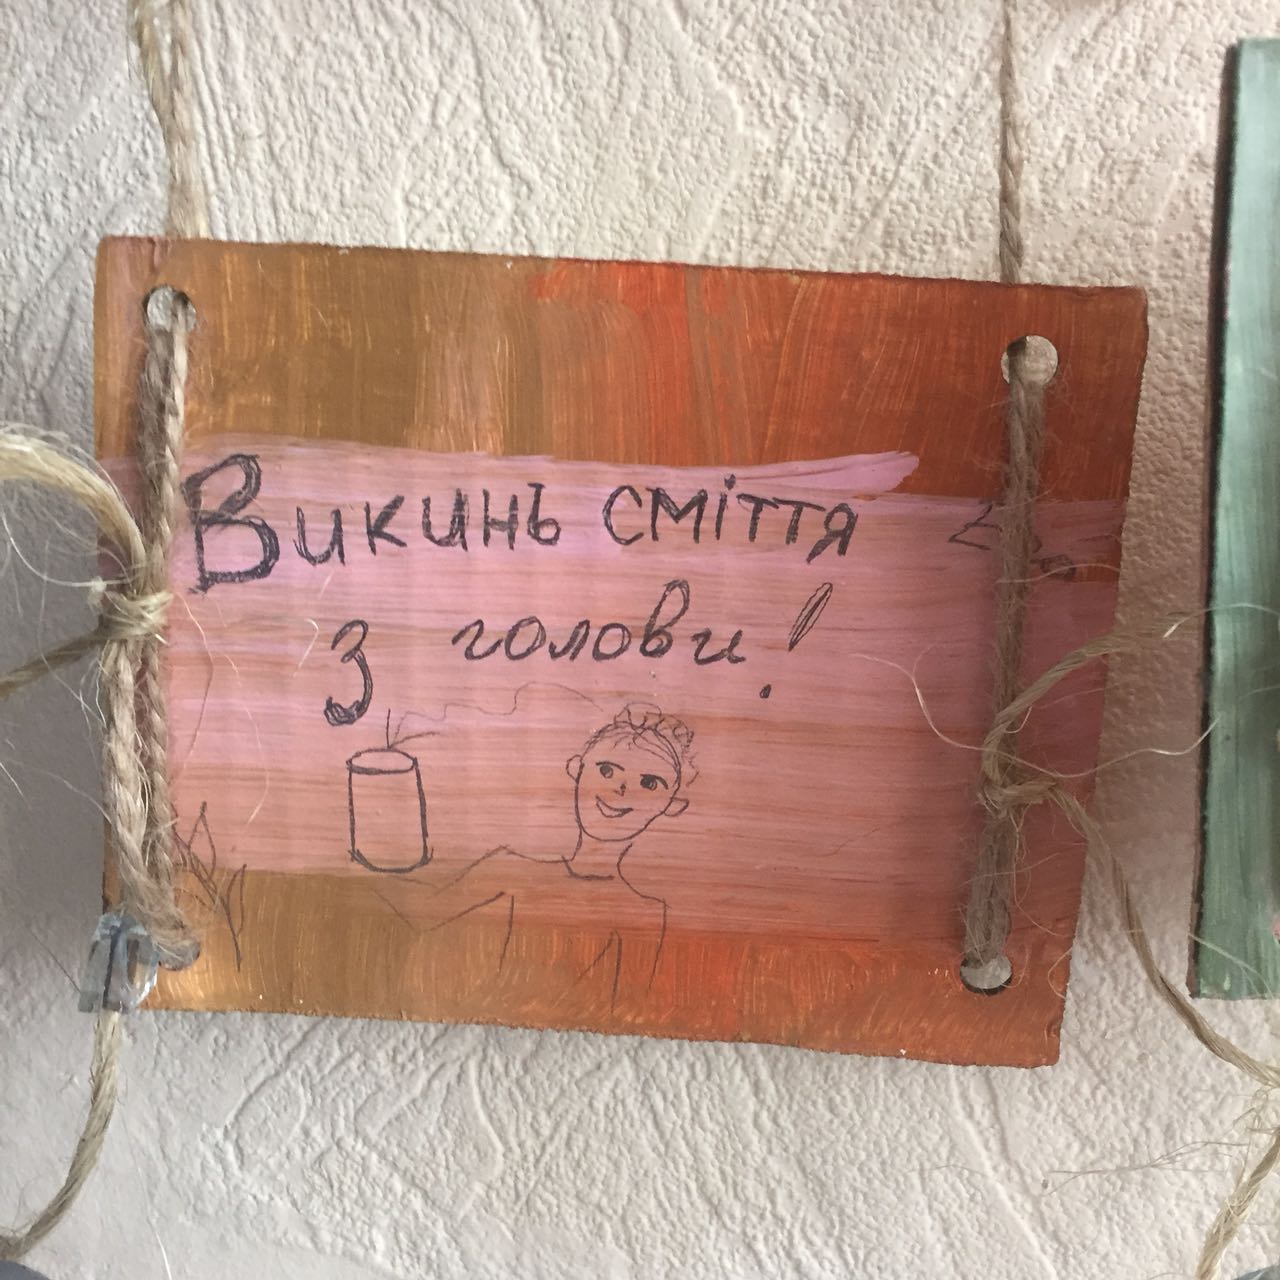 Викинь сміття
з голови!